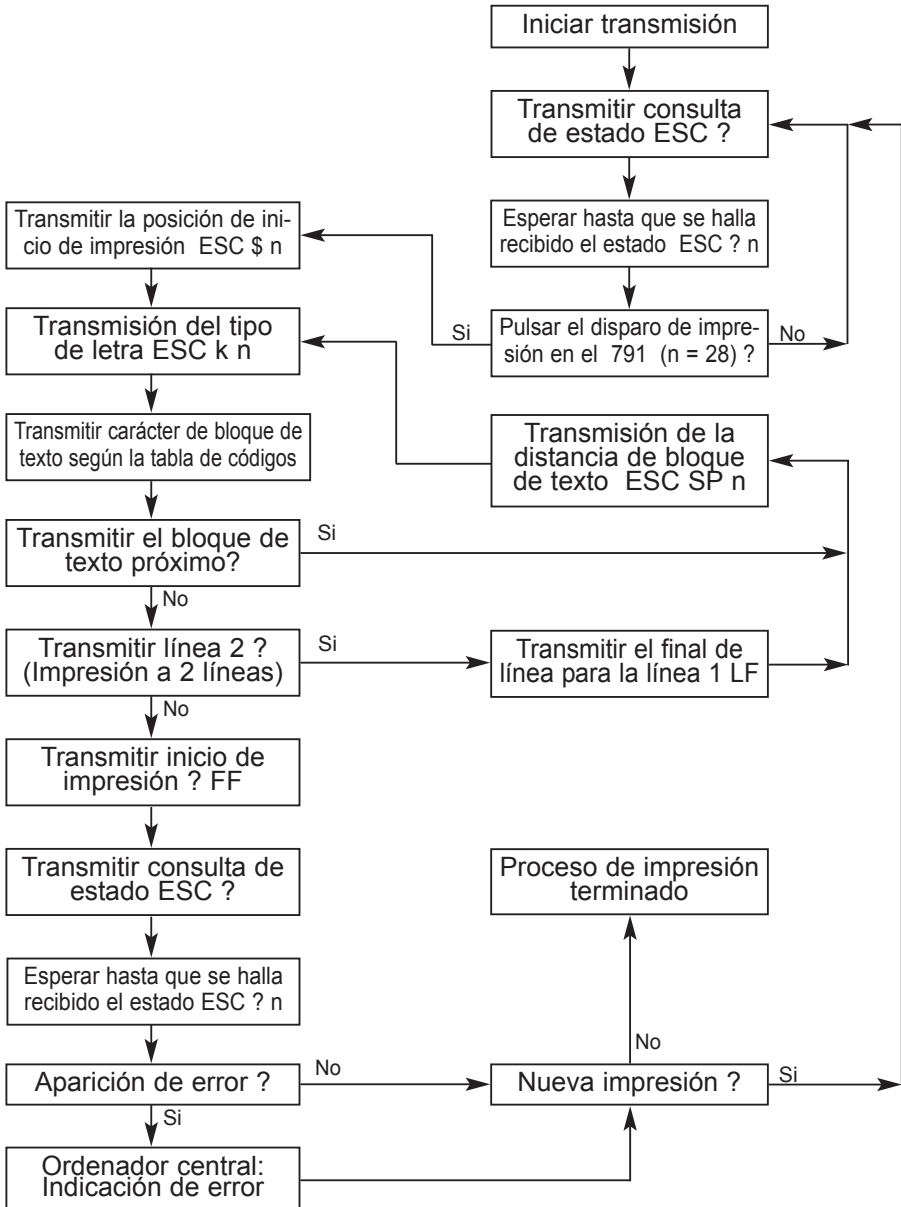 Iniciar transmisión
Transmitir consulta
de estado ESC ?
Esperar hasta que se halla
recibido el estado ESC ? n
Pulsar el disparo de impre-
sión en el 791 (n = 28) ?
Si
No
Transmitir la posición de ini-
cio de impresión ESC $ n
Transmisión del tipo
de letra ESC k n
Transmitir carácter de bloque de
texto según la tabla de códigos
Transmisión de la
distancia de bloque
de texto ESC SP n
Transmitir el bloque de
texto próximo?
Si
No
Transmitir línea 2 ?
(Impresión a 2 líneas)
Si
Transmitir el final de
línea para la línea 1 LF
No
Transmitir inicio de
impresión ? FF
Transmitir consulta de
estado ESC ?
Esperar hasta que se halla
recibido el estado ESC ? n
Proceso de impresión
terminado
Aparición de error ?
No
Nueva impresión ?
No
Si
Si
Ordenador central:
Indicación de error